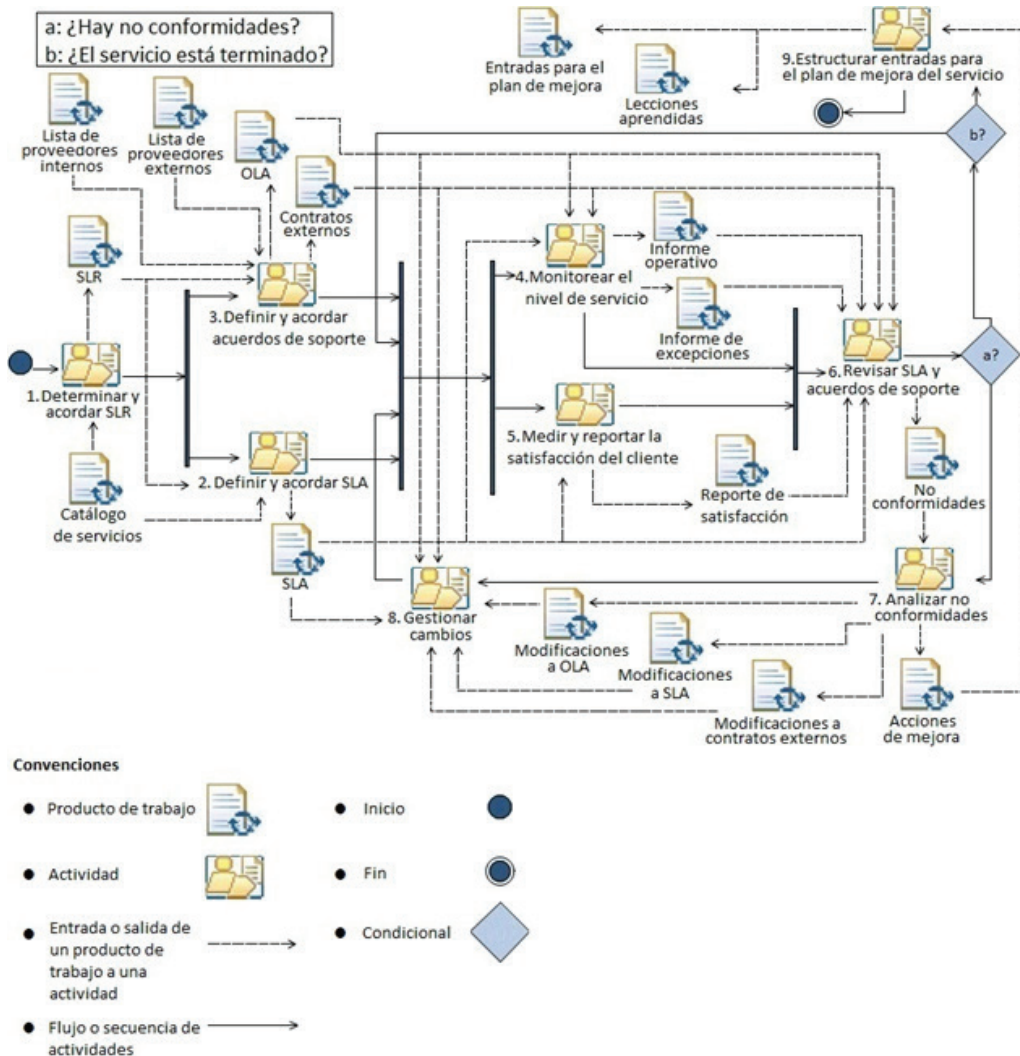 a: ¿Hay no conformidades?
b: ¿El servicio está terminado?
Entradas para el
plan de mejora
Lecciones
aprendidas
9.Estructurar entradas para
el plan de mejora del servicio
b?
Lista de
proveedores
internos
Lista de
proveedores
externos
OLA
Contratos
externos
SLR
3. Definir y acordar
acuerdos de soporte
Informe
operativo
4.Monitorear el
nivel de servicio
Informe de
excepciones
a?
6. Revisar SLA y
acuerdos de soporte
1.Determinar y
acordar SLR
5. Medir y reportar la
satisfacción del cliente
2. Definir y acordar SLA
Catálogo
de servicios
Reporte de
satisfacción
No
conformidades
SLA
8. Gestionar
cambios
7. Analizar no
conformidades
Modificaciones
a OLA
Modificaciones
a SLA
Modificaciones a
contratos externos
Acciones
de mejora
Convenciones
● Producto de trabajo
● Inicio
● Actividad
● Fin
● Entrada o salida de
un producto de
trabajo a una
actividad
● Condicional
● Flujo o secuencia de
actividades